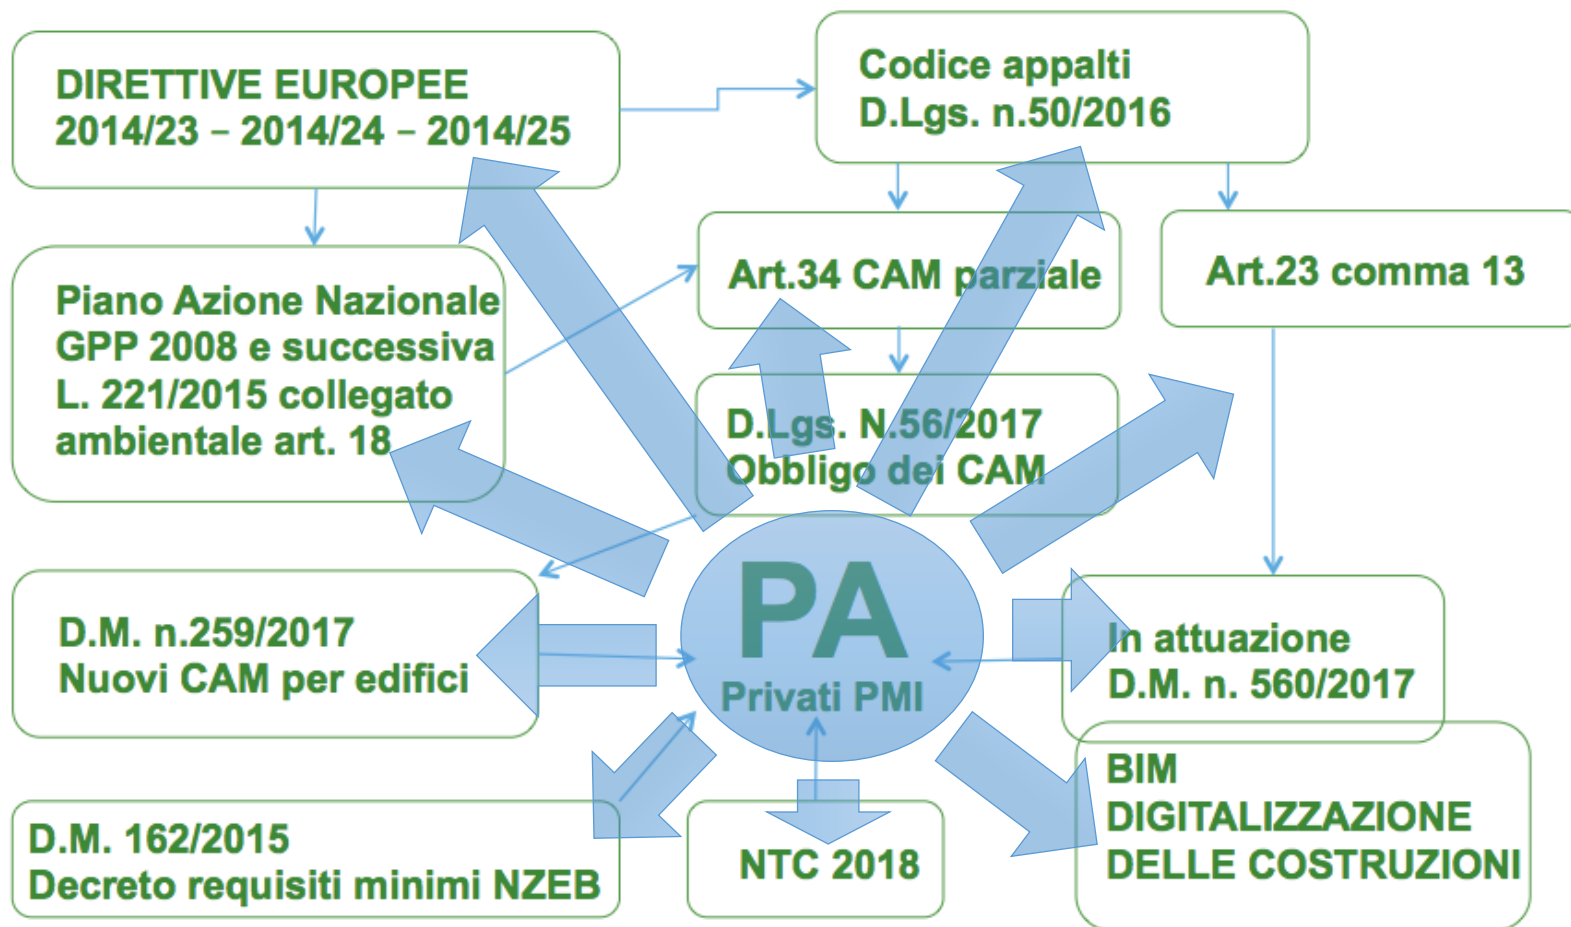 DIRETTIVE EUROPEE
2014/23 – 2014/24 – 2014/25
Codice appalti
D.Lgs. n.50/2016
Piano Azione Nazionale
GPP 2008 e successiva
L. 221/2015 collegato
ambientale art. 18
Art.34 CAM parziale
Art.23 comma 13
D.Lgs. N.56/2017
Obbligo dei CAM
D.M. n.259/2017
Nuovi CAM per edifici
PA
Privati PMI
In attuazione
D.M. n. 560/2017
D.M. 162/2015
Decreto requisiti minimi NZEB
NTC 2018
BIM
DIGITALIZZAZIONE
DELLE COSTRUZIONI